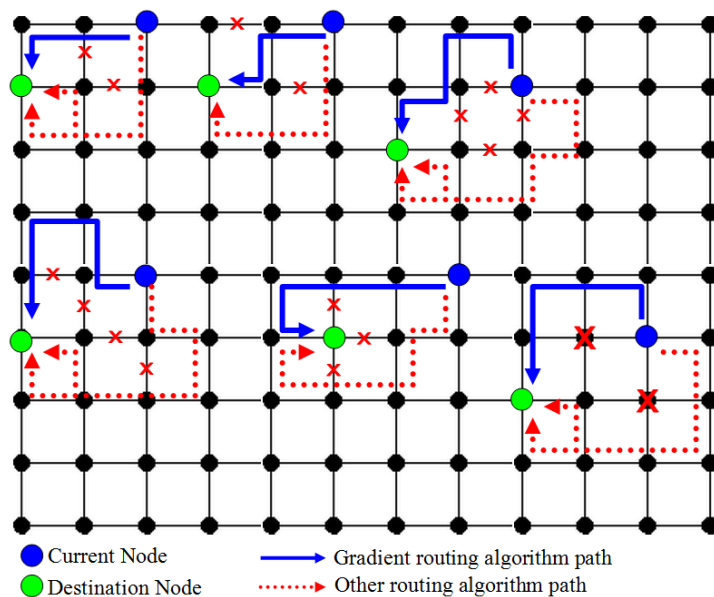 Current Node
Gradient routing algorithm path
Destination Node
Other routing algorithm path